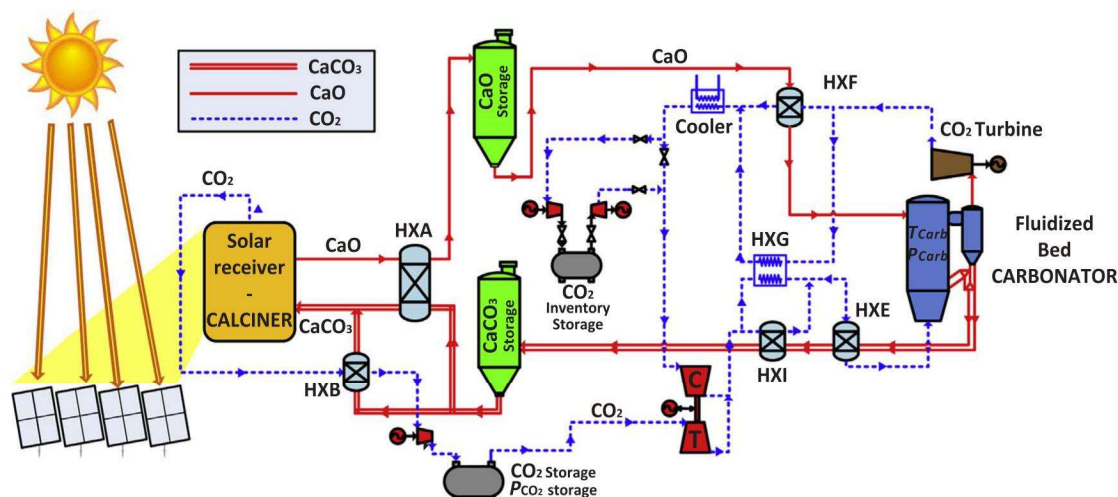 CaCO₃
CaO
CO₂
CO₂
Solar
receiver
-
CALCINER
CaO
HXA
CaCO₃
HXB
CaO
Storage
CaO
Cooler
HXF
CO₂ Turbine
CO₂
Inventory
Storage
HXG
TCarb
PCarb
Fluidized
Bed
CARBONATOR
CaCO₃
Storage
HXI
HXE
C
T
CO₂
CO₂ Storage
PCO₂ storage